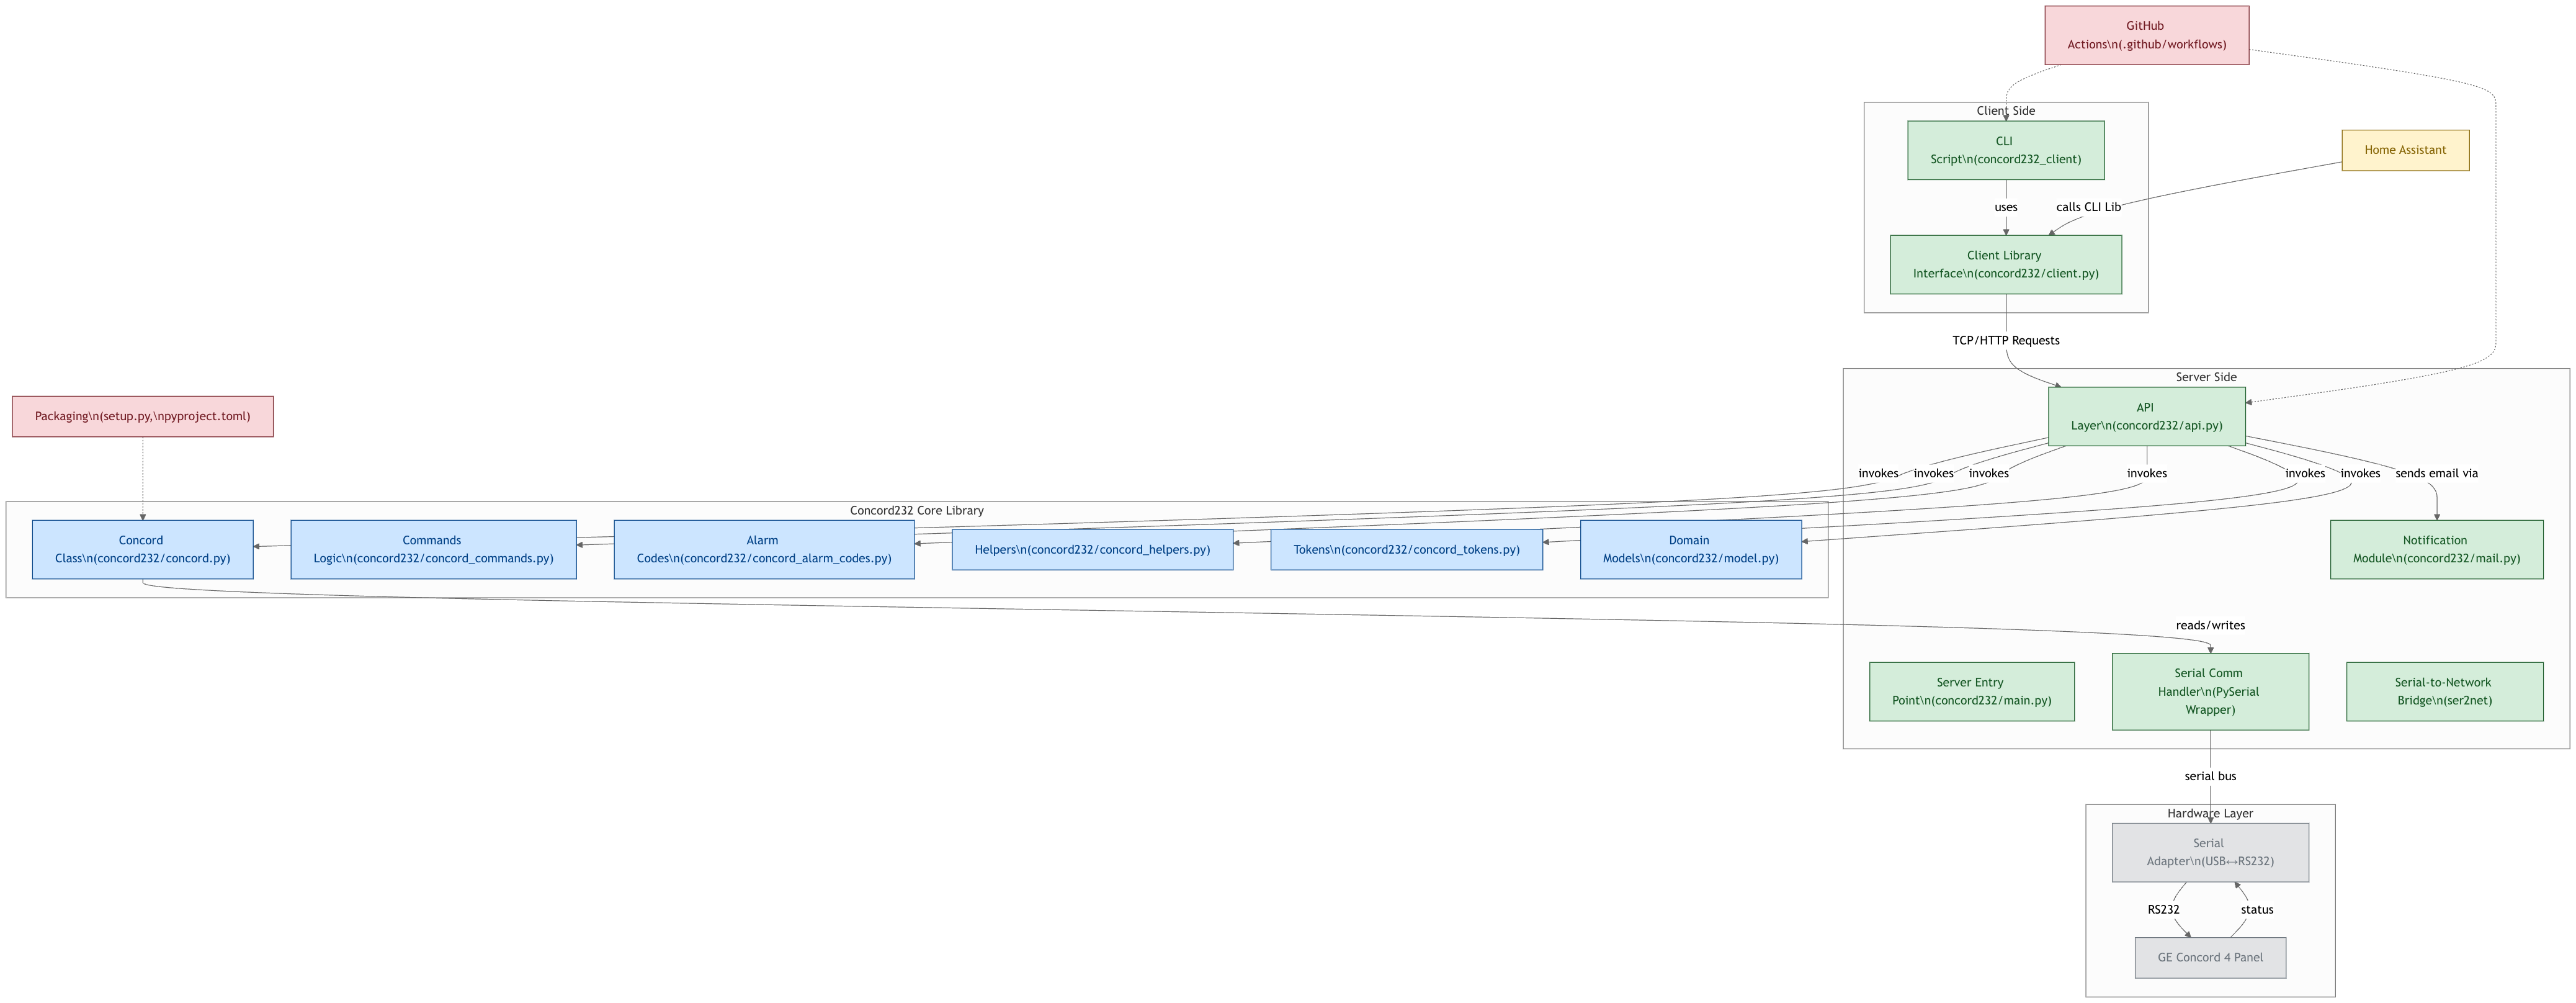 GitHub
Actions\n(.github/workflows)
Client Side
CLI
Script\n(concord232_client)
Home Assistant
uses
calls CLI Lib
Client Library
Interface\n(concord232/client.py)
TCP/HTTP Requests
Server Side
API
Layer\n(concord232/api.py)
Packaging\n(setup.py,\npyproject.toml)
invokes
invokes
invokes
invokes
invokes
invokes
sends email via
Concord232 Core Library
Concord
Class\n(concord232/concord.py)
Commands
Logic\n(concord232/concord_commands.py)
Alarm
Codes\n(concord232/concord_alarm_codes.py)
Helpers\n(concord232/concord_helpers.py)
Tokens\n(concord232/concord_tokens.py)
Domain
Models\n(concord232/model.py)
Notification
Module\n(concord232/mail.py)
reads/writes
Server Entry
Point\n(concord232/main.py)
Serial Comm
Handler\n(PySerial
Wrapper)
Serial-to-Network
Bridge\n(ser2net)
serial bus
Hardware Layer
Serial
Adapter\n(USB↔RS232)
RS232
status
GE Concord 4 Panel